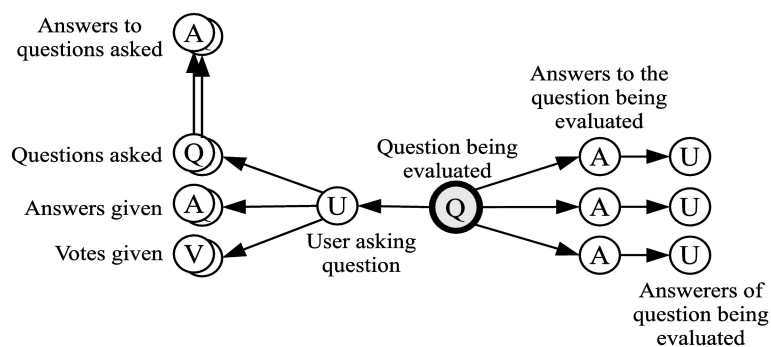 Answers to
questions asked
A
Answers to the
question being
evaluated
Questions asked
Q
Question being
evaluated
A
U
Answers given
A
U
Q
A
U
Votes given
V
User asking
question
A
U
Answerers of
question being
evaluated